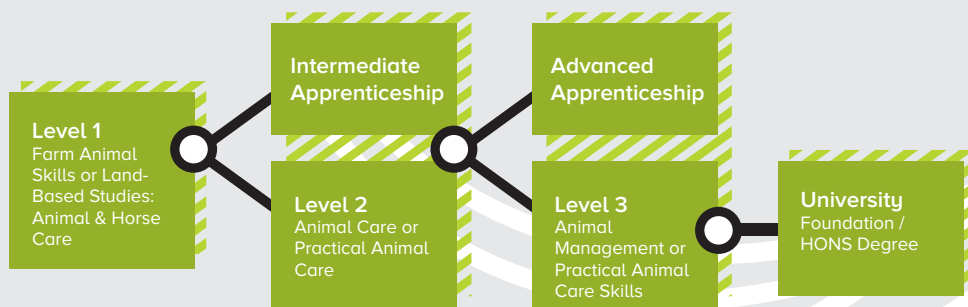 Level 1
Farm Animal
Skills or Land-
Based Studies:
Animal & Horse
Care
Intermediate
Apprenticeship
Level 2
Animal Care or
Practical Animal
Care
Advanced
Apprenticeship
Level 3
Animal
Management or
Practical Animal
Care Skills
University
Foundation /
HONS Degree